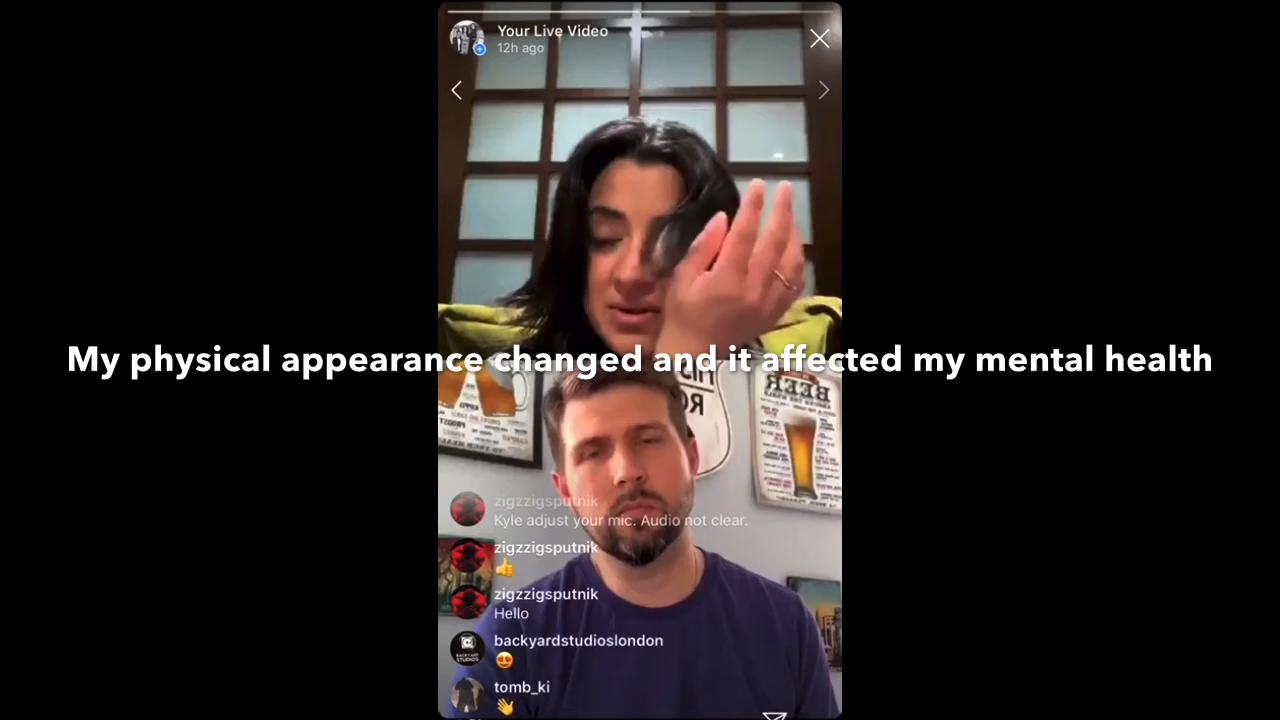 Your Live Video
12h ago
My physical appearance changed and it affected my mental health
BEER
zigzzigsputnik
Kyle adjust your mic. Audio not clear.
zigzzigsputnik
👍
zigzzigsputnik
Hello
backyardstudioslondon
😍
tomb_ki
👋